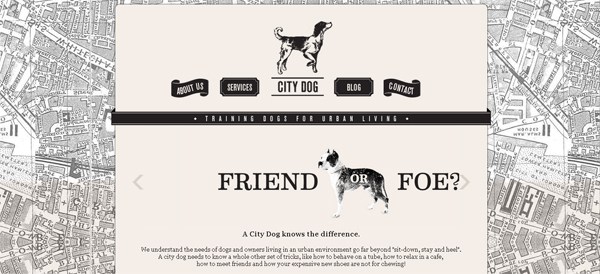 ABOUT US
SERVICES
CITY DOG
BLOG
CONTACT
• TRAINING DOGS FOR URBAN LIVING •
FRIEND OR FOE?
A City Dog knows the difference.
We understand the needs of dogs and owners living in an urban environment go far beyond "sit-down, stay and heel".
A city dog needs to know a whole other set of tricks, like how to behave on a tube, how to relax in a cafe,
how to meet friends and how your expensive new shoes are not for chewing!